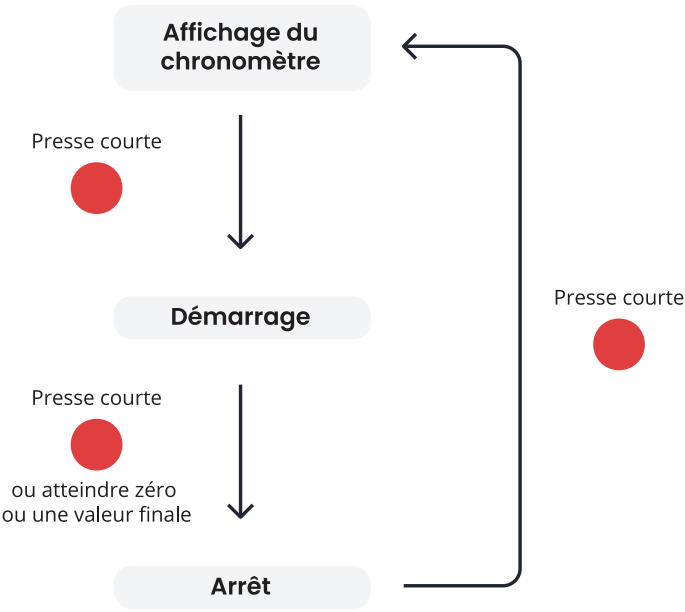 Affichage du
chronomètre
Presse courte
Démarrage
Presse courte
Presse courte
ou atteindre zéro
ou une valeur finale
Arrêt